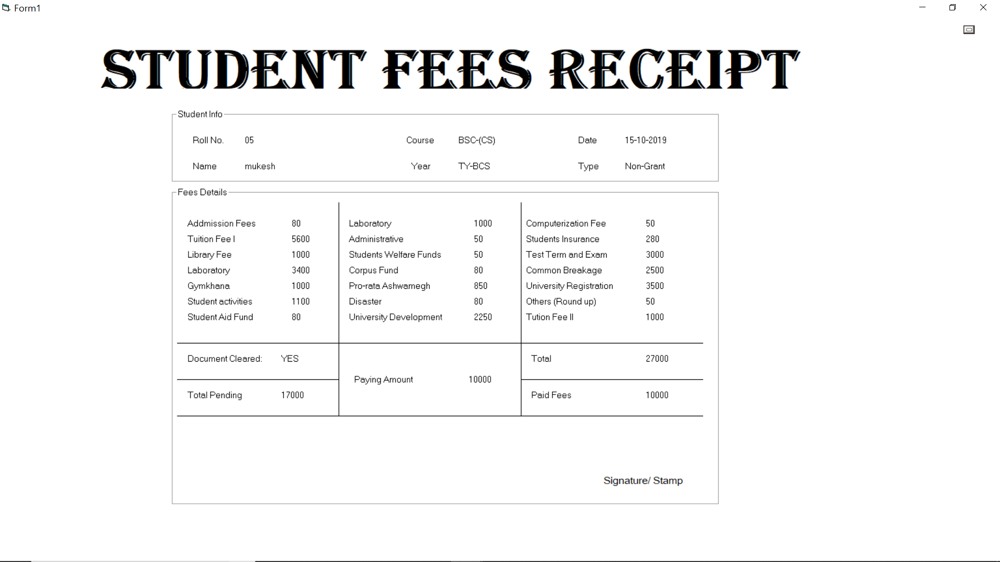 Form1
STUDENT FEES RECEIPT
Student Info
Roll No. 05 Course BSC-(CS) Date 15-10-2019
Name mukesh Year TY-BCS Type Non-Grant
Fees Details
Addmission Fees 80 Laboratory 1000 Computerization Fee 50
Tuition Fee I 5600 Administrative 50 Students Insurance 280
Library Fee 1000 Students Welfare Funds 50 Test Term and Exam 3000
Laboratory 3400 Corpus Fund 80 Common Breakage 2500
Gymkhana 1000 Pro-rata Ashwamegh 850 University Registration 3500
Student activities 1100 Disaster 80 Others (Round up) 50
Student Aid Fund 80 University Development 2250 Tution Fee II 1000
Document Cleared: YES Total 27000
Paying Amount 10000
Total Pending 17000 Paid Fees 10000
Signature/ Stamp